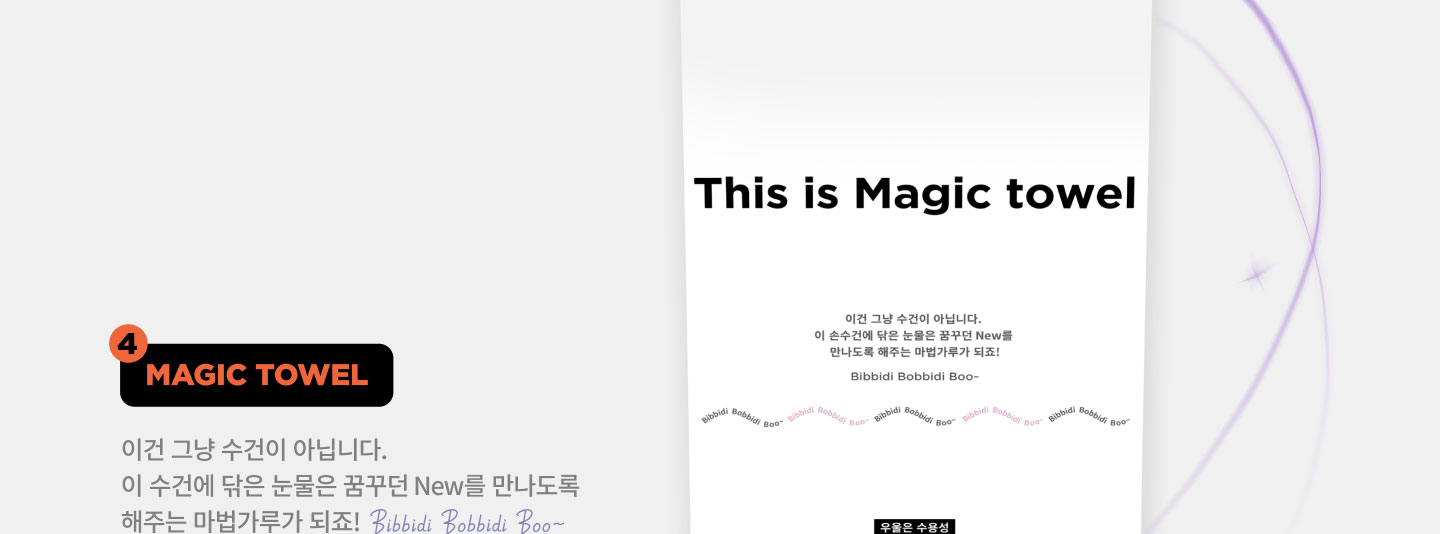 This is Magic towel
이건 그냥 수건이 아닙니다.
이 손수건에 닦은 눈물은 꿈꾸던 New를
만나도록 해주는 마법가루가 되죠!
Bibbidi Bobbidi Boo~
Bibbidi Bobbidi Boo~ Bibbidi Bobbidi Boo~ Bibbidi Bobbidi Boo~ Bibbidi Bobbidi Boo~ Bibbidi Bobbidi Boo~
우울은 수용성
4
MAGIC TOWEL
이건 그냥 수건이 아닙니다.
이 수건에 닦은 눈물은 꿈꾸던 New를 만나도록
해주는 마법가루가 되죠! Bibbidi Bobbidi Boo~